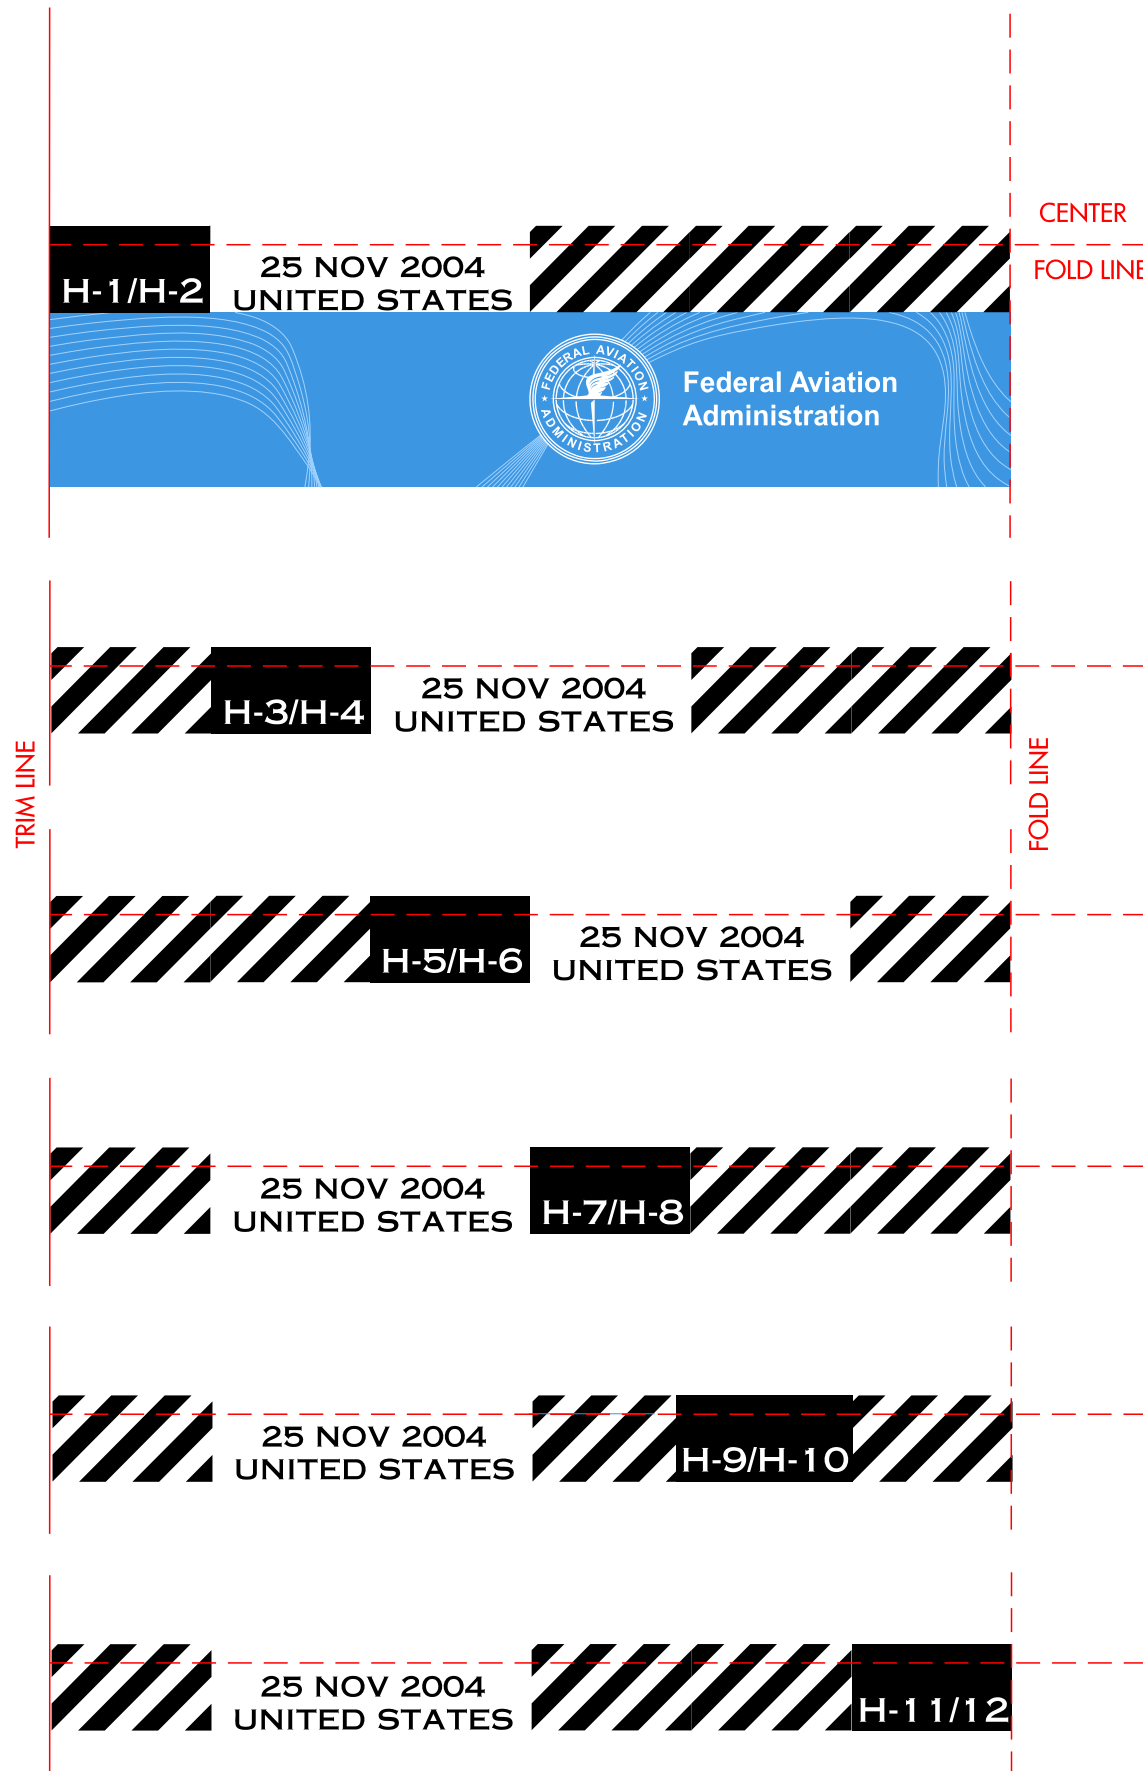 CENTER
FOLD LINE
H-1/H-2
25 NOV 2004
UNITED STATES
FEDERAL AVIATION
ADMINISTRATION
Federal Aviation
Administration
H-3/H-4
25 NOV 2004
UNITED STATES
TRIM LINE
FOLD LINE
H-5/H-6
25 NOV 2004
UNITED STATES
25 NOV 2004
UNITED STATES
H-7/H-8
25 NOV 2004
UNITED STATES
H-9/H-10
25 NOV 2004
UNITED STATES
H-11/12